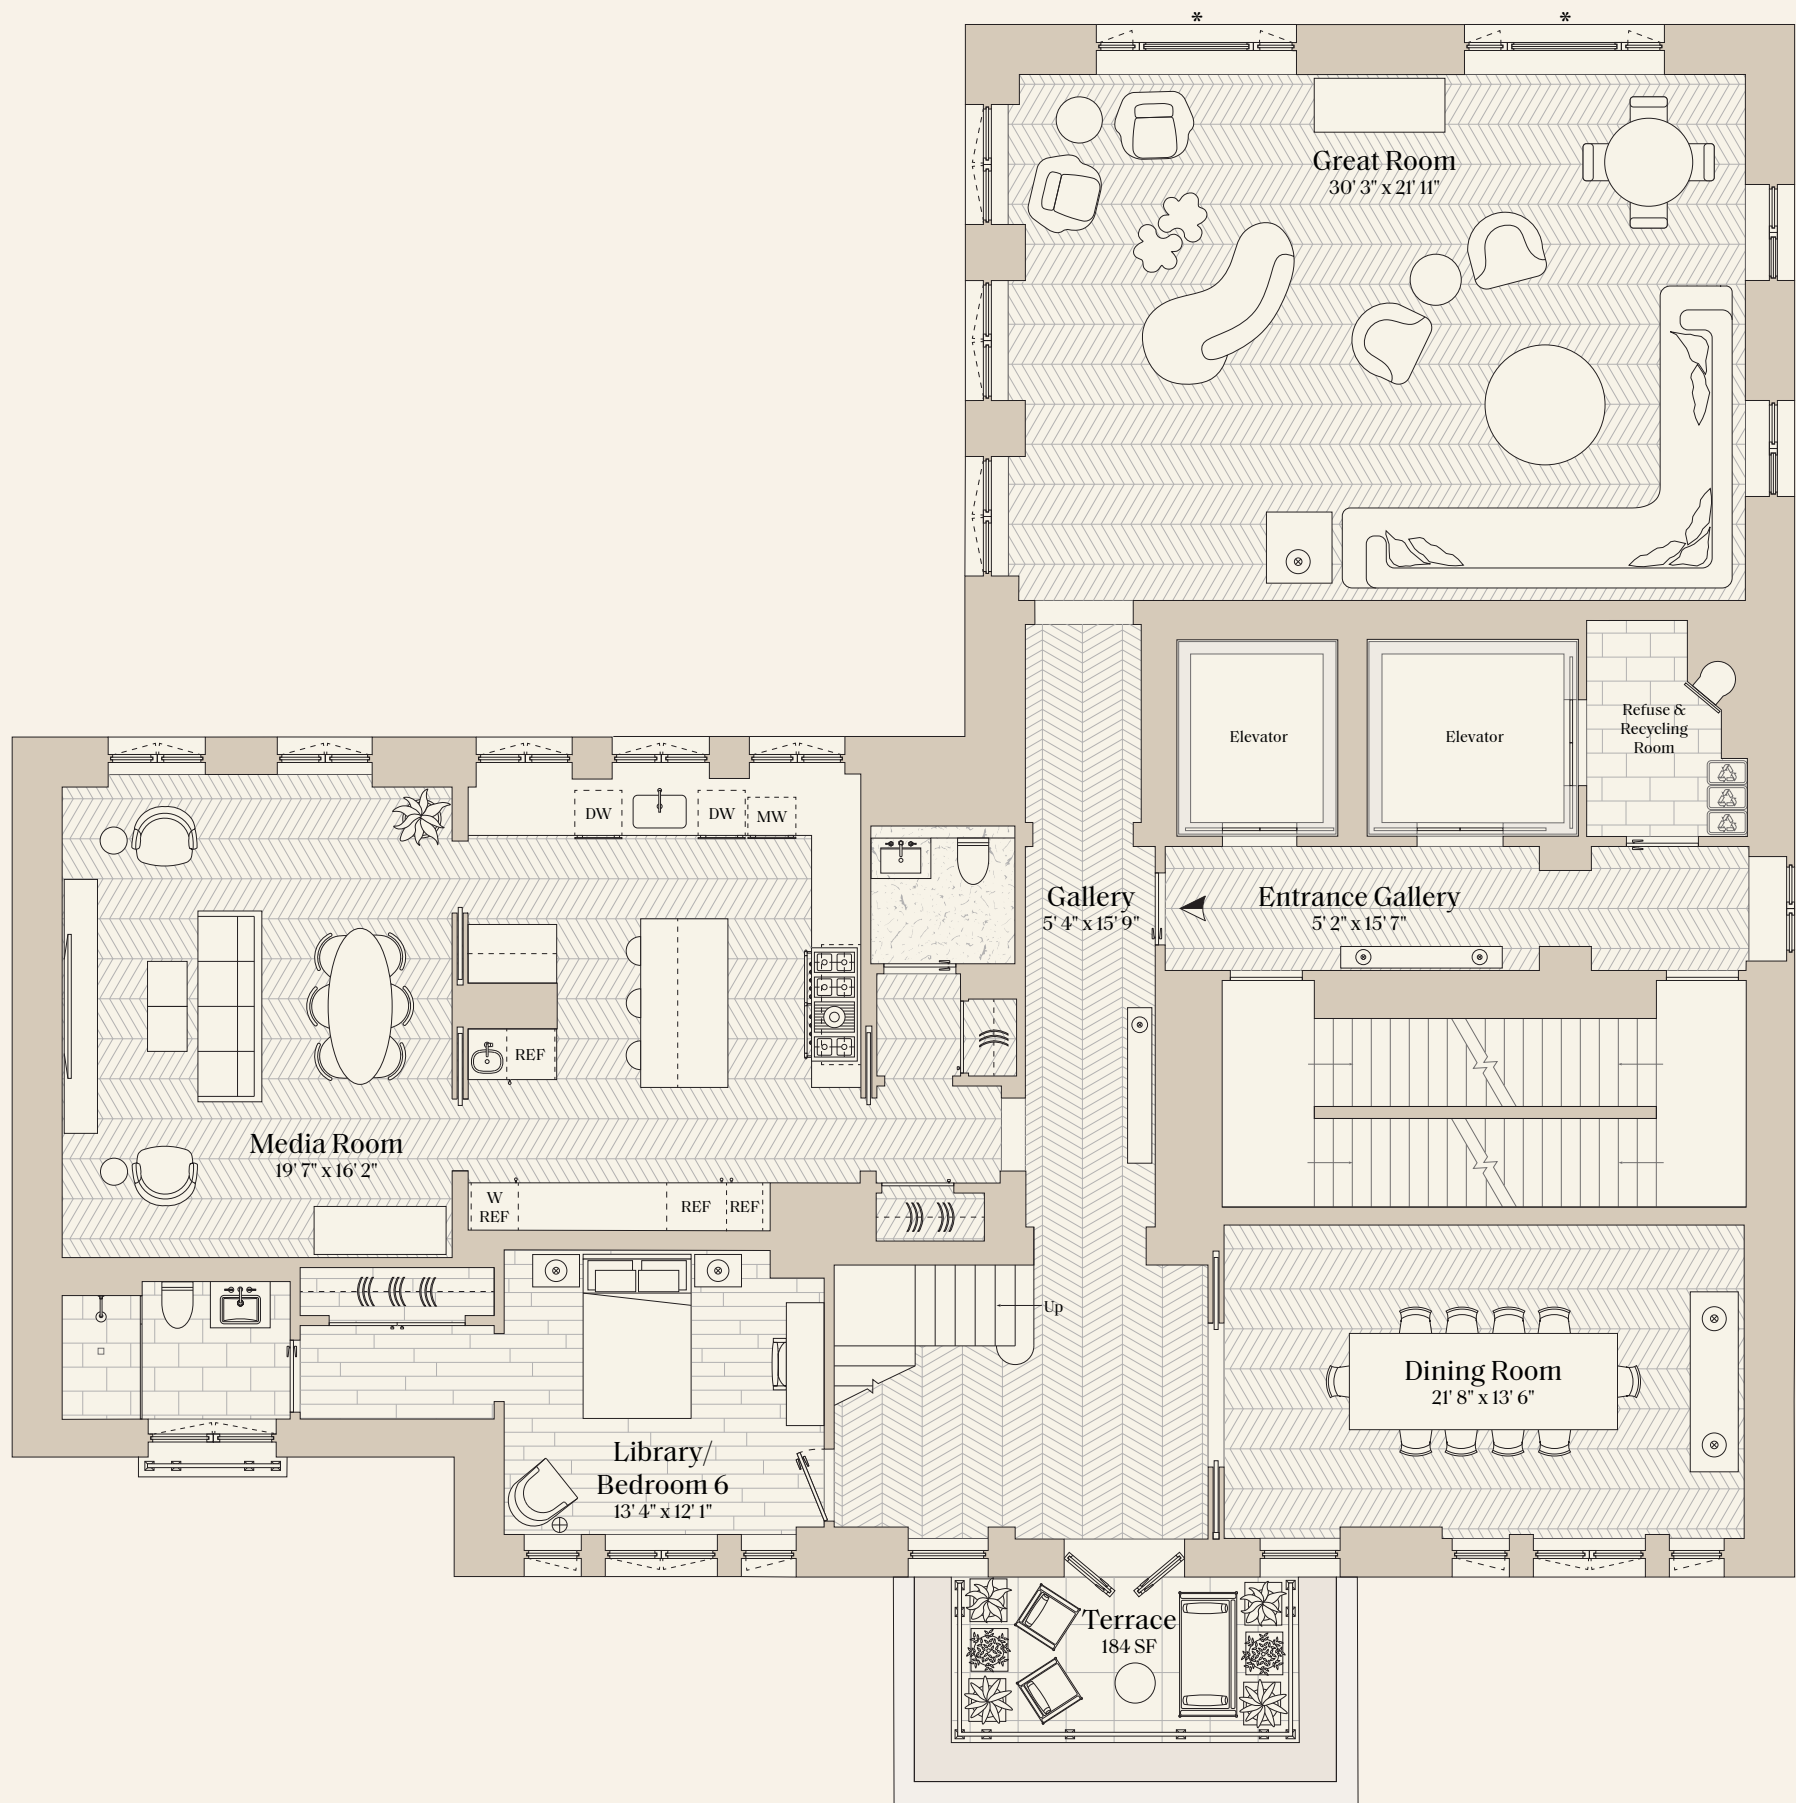 *
*
Great Room
30' 3" x 21' 11"
Elevator
Elevator
Refuse &
Recycling
Room
DW
DW
MW
Gallery
5' 4" x 15' 9"
Entrance Gallery
5' 2" x 15' 7"
REF
Media Room
19' 7" x 16' 2"
W
REF
REF
REF
Up
Dining Room
21' 8" x 13' 6"
Library/
Bedroom 6
13' 4" x 12' 1"
Terrace
184 SF